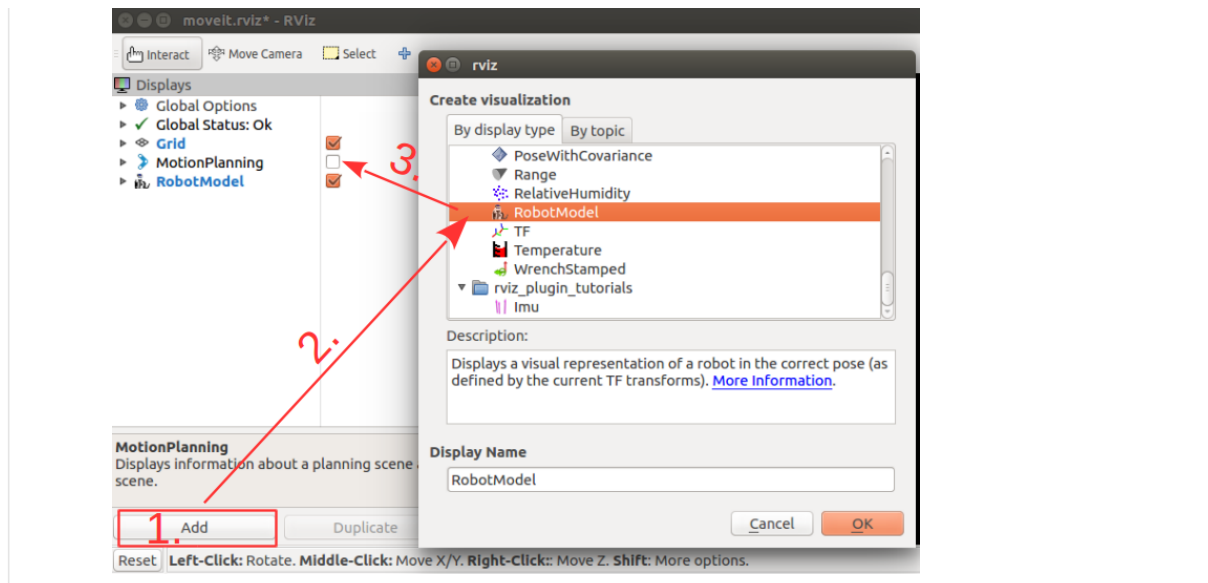 moveit.rviz* - RViz
Interact Move Camera Select
rviz
Displays
Global Options
Global Status: Ok
Grid
MotionPlanning
RobotModel
3.
2.
Create visualization
By display type By topic
PoseWithCovariance
Range
RelativeHumidity
RobotModel
TF
Temperature
WrenchStamped
rviz_plugin_tutorials
Imu
Description:
Displays a visual representation of a robot in the correct pose (as
defined by the current TF transforms). More Information.
Display Name
RobotModel
Cancel OK
MotionPlanning
Displays information about a planning scene
scene.
1.
Add Duplicate
Reset Left-Click: Rotate. Middle-Click: Move X/Y. Right-Click:: Move Z. Shift: More options.